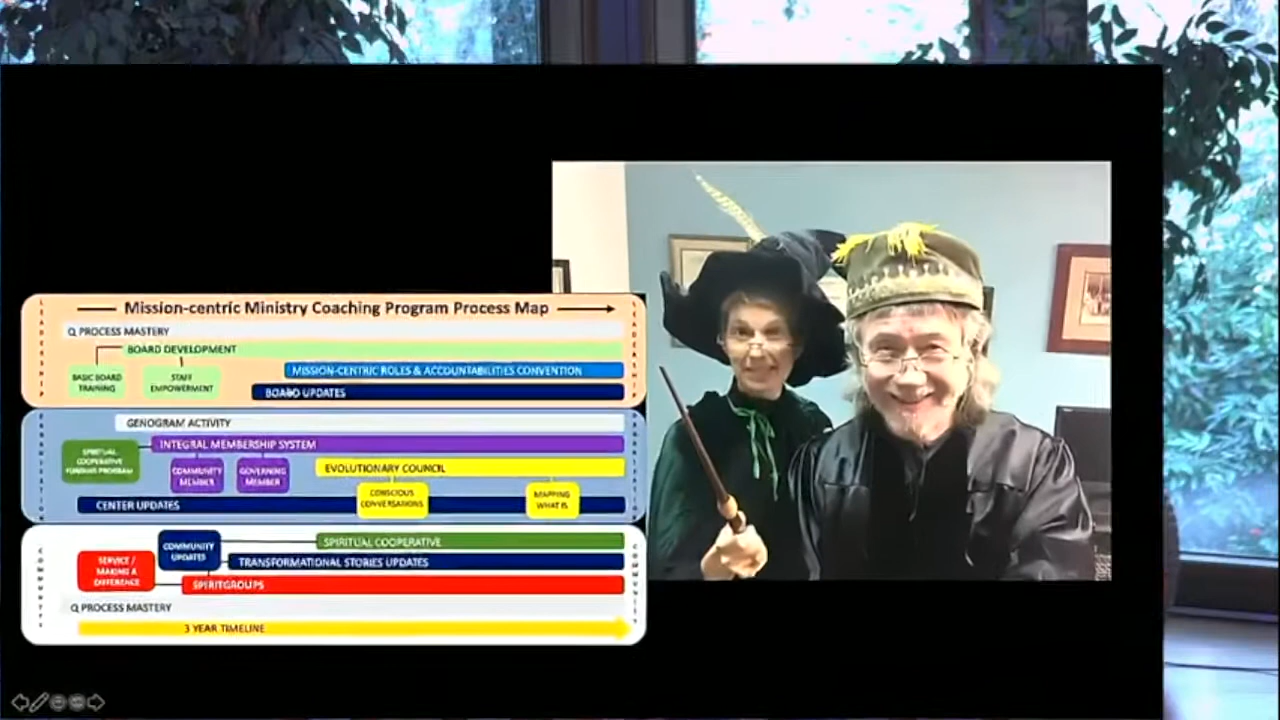 Mission-centric Ministry Coaching Program Process Map
Q PROCESS MASTERY
BOARD DEVELOPMENT
BASIC BOARD
TRAINING
STAFF
EMPOWERMENT
MISSION-CENTRIC ROLES & ACCOUNTABILITIES CONVENTION
BOARD UPDATES
GENOGRAM ACTIVITY
SPIRITUAL
COOPERATIVE
FUNDING PROGRAM
INTEGRAL MEMBERSHIP SYSTEM
COMMUNITY
MEMBER
GOVERNING
MEMBER
EVOLUTIONARY COUNCIL
CONSCIOUS
CONVERSATIONS
MAPPING
WHAT IS
CENTER UPDATES
COMMUNITY
UPDATES
SPIRITUAL COOPERATIVE
SERVICE /
MAKING A
DIFFERENCE
TRANSFORMATIONAL STORIES UPDATES
SPIRITGROUPS
Q PROCESS MASTERY
3 YEAR TIMELINE